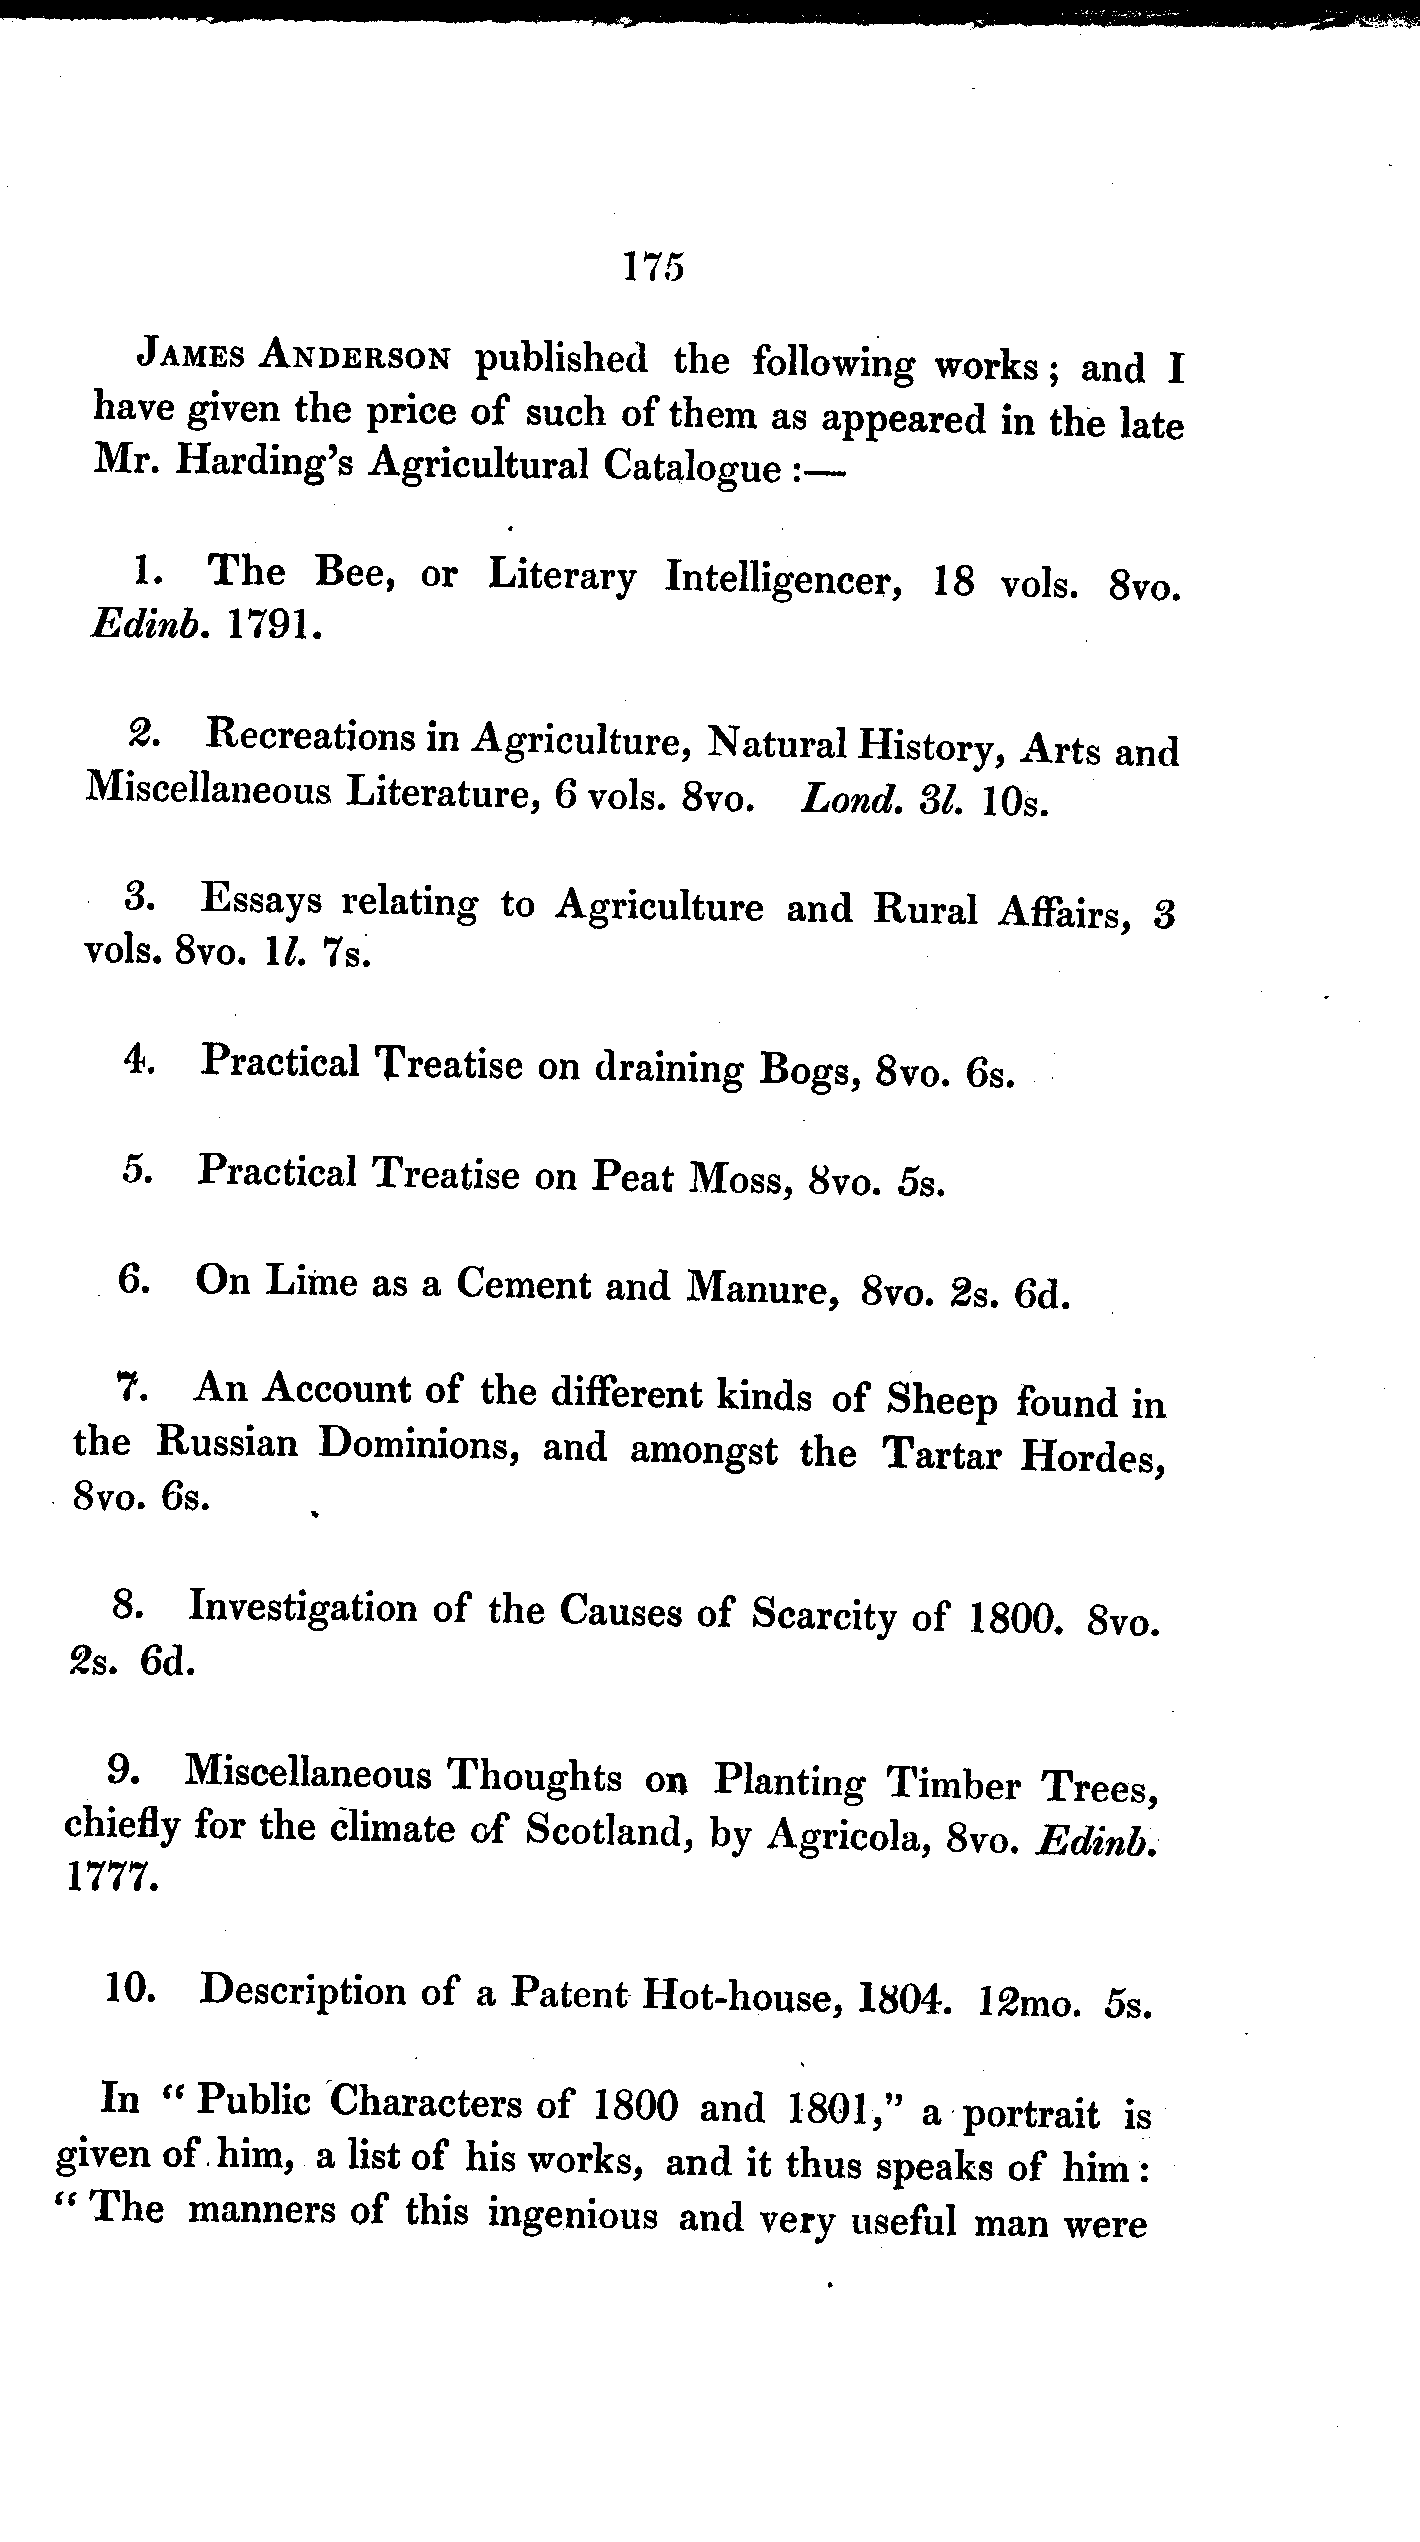 175
JAMES ANDERSON published the following works; and I
have given the price of such of them as appeared in the late
Mr. Harding's Agricultural Catalogue :—
1. The Bee, or Literary Intelligencer, 18 vols. 8vo.
Edinb. 1791.
2. Recreations in Agriculture, Natural History, Arts and
Miscellaneous Literature, 6 vols. 8vo. Lond. 3l. 10s.
3. Essays relating to Agriculture and Rural Affairs, 3
vols. 8vo. 1l. 7s.
4. Practical Treatise on draining Bogs, 8vo. 6s.
5. Practical Treatise on Peat Moss, 8vo. 5s.
6. On Lime as a Cement and Manure, 8vo. 2s. 6d.
7. An Account of the different kinds of Sheep found in
the Russian Dominions, and amongst the Tartar Hordes,
8vo. 6s.
8. Investigation of the Causes of Scarcity of 1800. 8vo.
2s. 6d.
9. Miscellaneous Thoughts on Planting Timber Trees,
chiefly for the climate of Scotland, by Agricola, 8vo. Edinb.
1777.
10. Description of a Patent Hot-house, 1804. 12mo. 5s.
In "Public Characters of 1800 and 1801," a portrait is
given of him, a list of his works, and it thus speaks of him:
"The manners of this ingenious and very useful man were